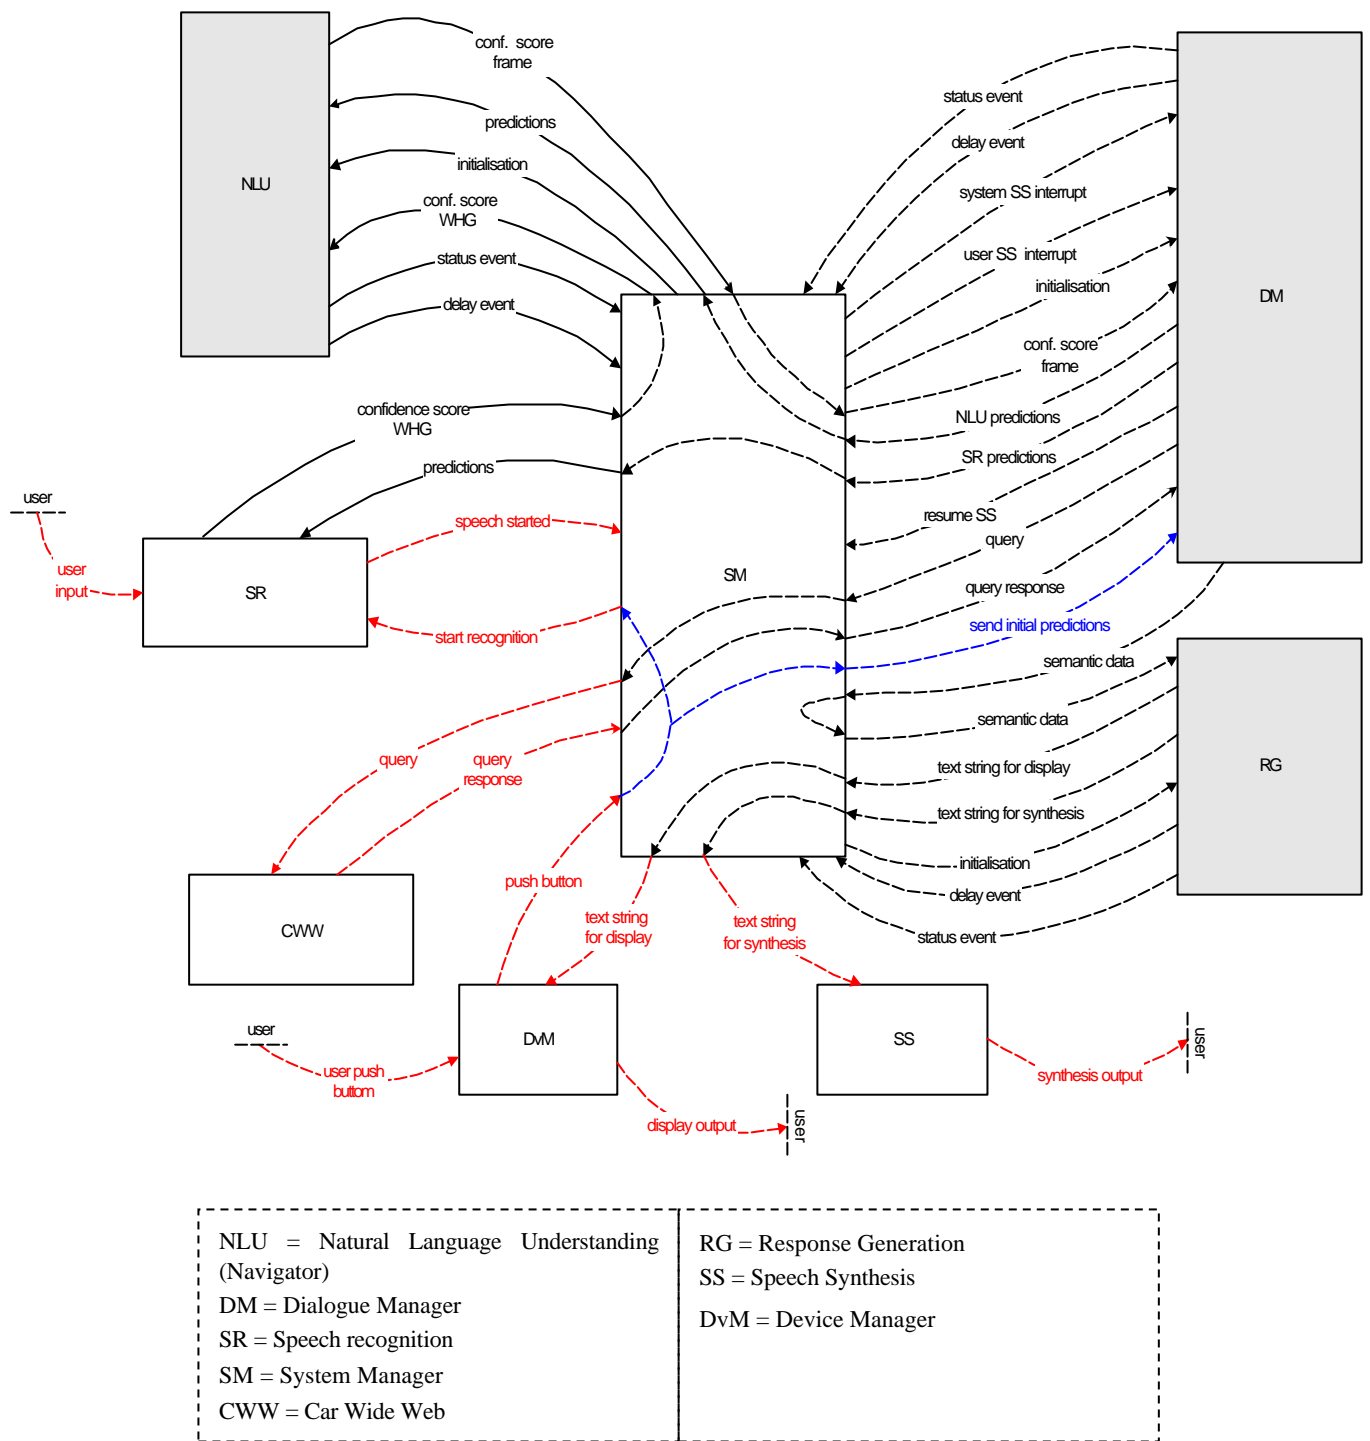 conf. score
frame
predictions
initialisation
NLU
conf. score
WHG
status event
delay event
status event
delay event
system SS interrupt
user SS interrupt
initialisation
DM
conf. score
frame
NLU predictions
SR predictions
resume SS
query
query response
send initial predictions
confidence score
WHG
predictions
user
speech started
user
input
SR
SM
start recognition
semantic data
semantic data
query
query
response
text string for display
text string for synthesis
RG
initialisation
delay event
status event
push button
CWW
text string
for display
text string
for synthesis
user
user push
buttom
DvM
SS
user
synthesis output
display output
user
NLU = Natural Language Understanding
(Navigator)
DM = Dialogue Manager
SR = Speech recognition
SM = System Manager
CWW = Car Wide Web
RG = Response Generation
SS = Speech Synthesis
DvM = Device Manager